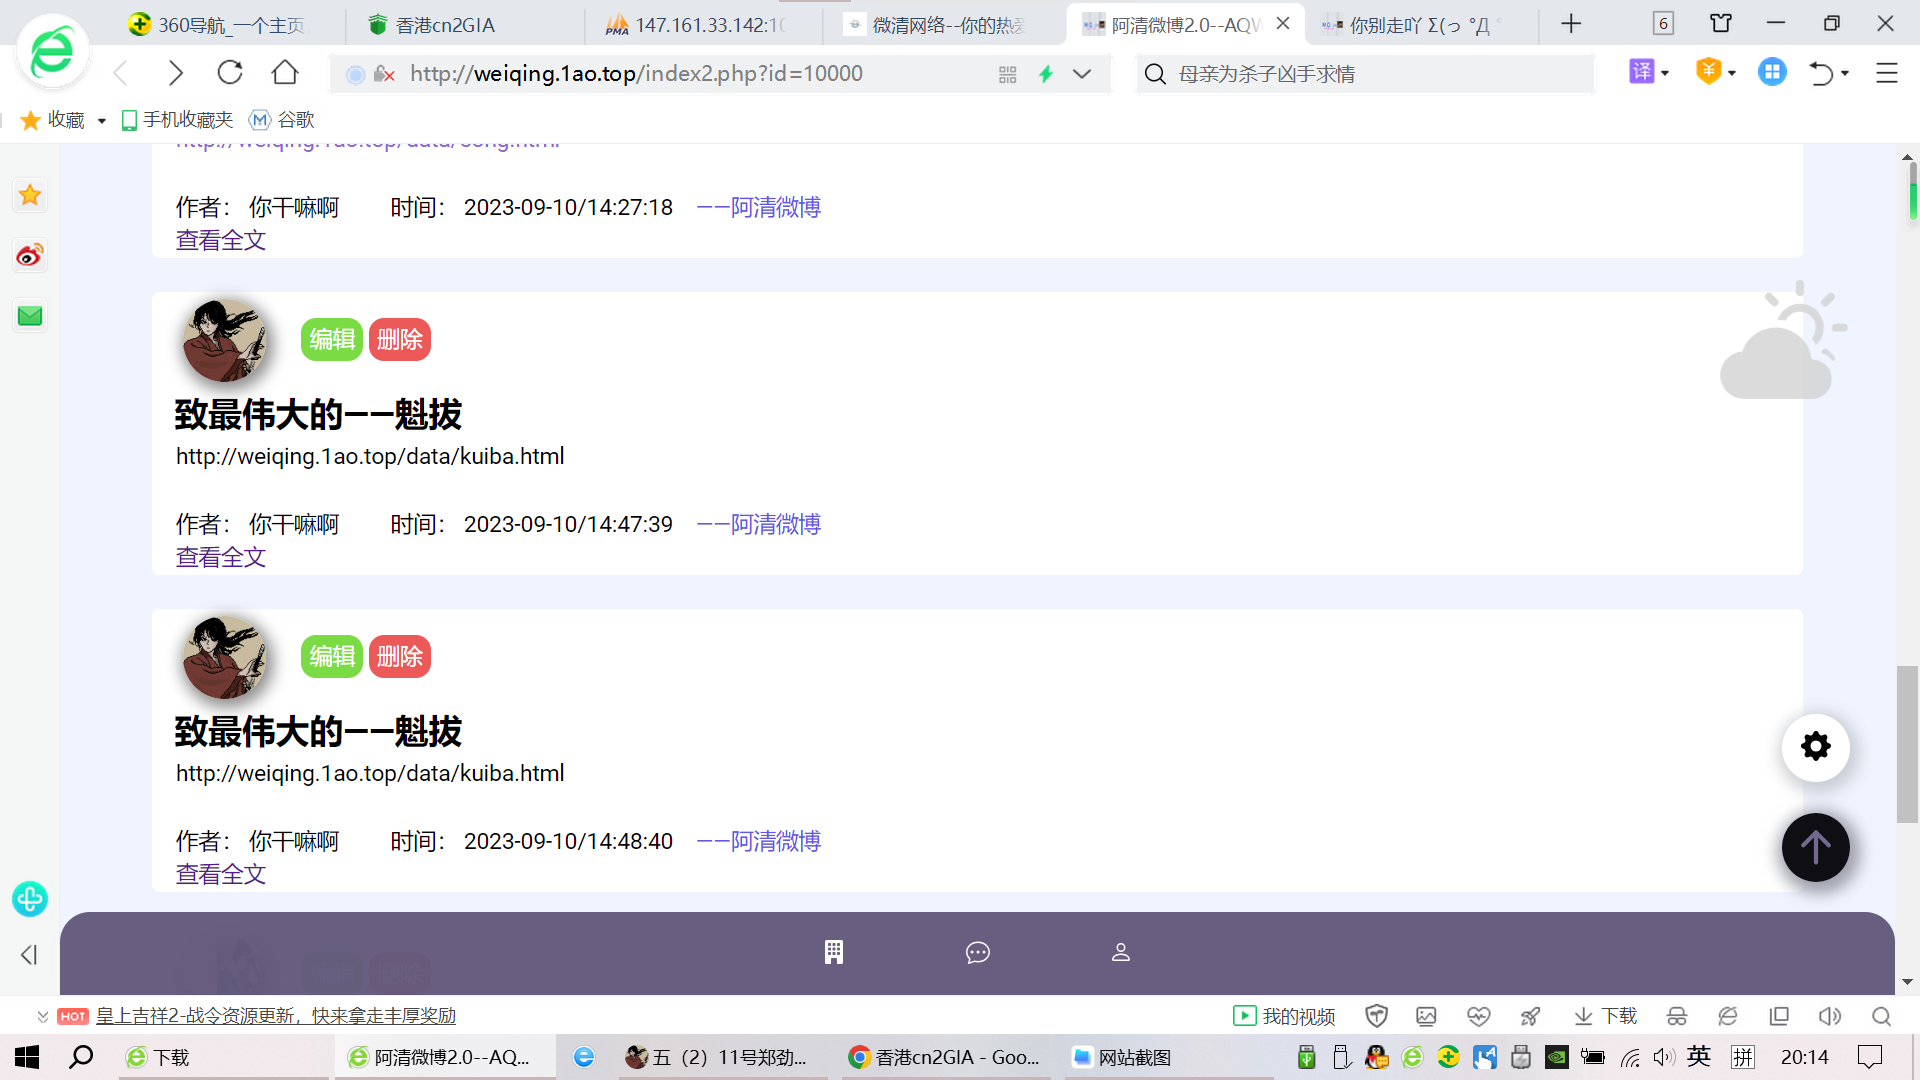 360导航_一个主页
香港cn2GIA
PMA
147.161.33.142:10
微清网络--你的热爱
阿清微博2.0--AQW
你别走吖 Σ(っ °Д °
6
http://weiqing.1ao.top/index2.php?id=10000
母亲为杀子凶手求情
译
收藏
手机收藏夹
谷歌
http://weiqing.1ao.top/data/song.html
作者： 你干嘛啊 时间： 2023-09-10/14:27:18 ——阿清微博
查看全文
编辑 删除
致最伟大的——魁拔
http://weiqing.1ao.top/data/kuiba.html
作者： 你干嘛啊 时间： 2023-09-10/14:47:39 ——阿清微博
查看全文
编辑 删除
致最伟大的——魁拔
http://weiqing.1ao.top/data/kuiba.html
作者： 你干嘛啊 时间： 2023-09-10/14:48:40 ——阿清微博
查看全文
HOT 皇上吉祥2-战令资源更新，快来拿走丰厚奖励
我的视频
下载
下载
阿清微博2.0--AQ...
五（2）11号郑劲...
香港cn2GIA - Goo...
网站截图
英
拼
20:14